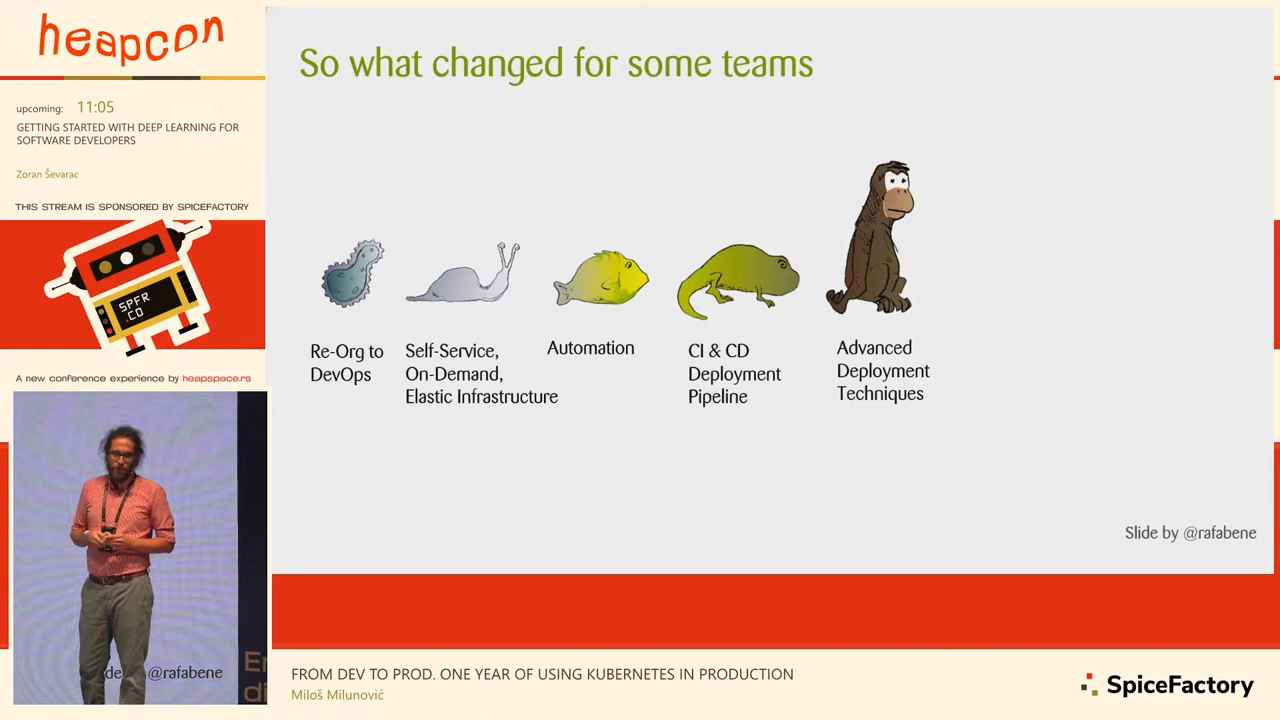 heapcon
upcoming: 11:05
GETTING STARTED WITH DEEP LEARNING FOR
SOFTWARE DEVELOPERS
Zoran Ševarac
THIS STREAM IS SPONSORED BY SPICEFACTORY
SPFR
.CO
A new conference experience by heapspace.rs
So what changed for some teams
Re-Org to
DevOps
Self-Service,
On-Demand,
Elastic Infrastructure
Automation
CI & CD
Deployment
Pipeline
Advanced
Deployment
Techniques
Slide by @rafabene
@rafabene
FROM DEV TO PROD. ONE YEAR OF USING KUBERNETES IN PRODUCTION
Miloš Milunović
SpiceFactory